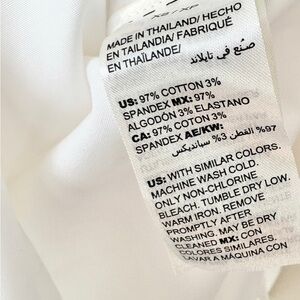 MADE IN THAILAND/ HECHO
EN TAILANDIA/ FABRIQUÉ
EN THAÏLANDE/
صنع في تايلاند
US: 97% COTTON 3%
SPANDEX MX: 97%
ALGODÓN 3% ELASTANO
CA: 97% COTON 3%
SPANDEX AE/KW:
97% القطن 3% سبانديكس
US: WITH SIMILAR COLORS.
MACHINE WASH COLD.
ONLY NON-CHLORINE
BLEACH. TUMBLE DRY LOW.
WARM IRON. REMOVE
PROMPTLY AFTER
WASHING. MAY BE DRY
CLEANED MX: CON
COLORES SIMILARES.
LAVAR A MÁQUINA CON